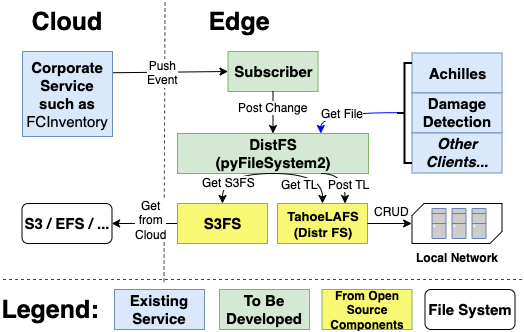 Cloud
Edge
Corporate
Service
such as
FCInventory
Push
Event
Subscriber
Achilles
Damage
Detection
Other
Clients...
Post Change
Get File
DistFS
(pyFileSystem2)
Get S3FS
Get TL
Post TL
S3 / EFS / ...
Get
from
Cloud
S3FS
TahoeLAFS
(Distr FS)
CRUD
Local Network
Legend:
Existing
Service
To Be
Developed
From Open
Source
Components
File System